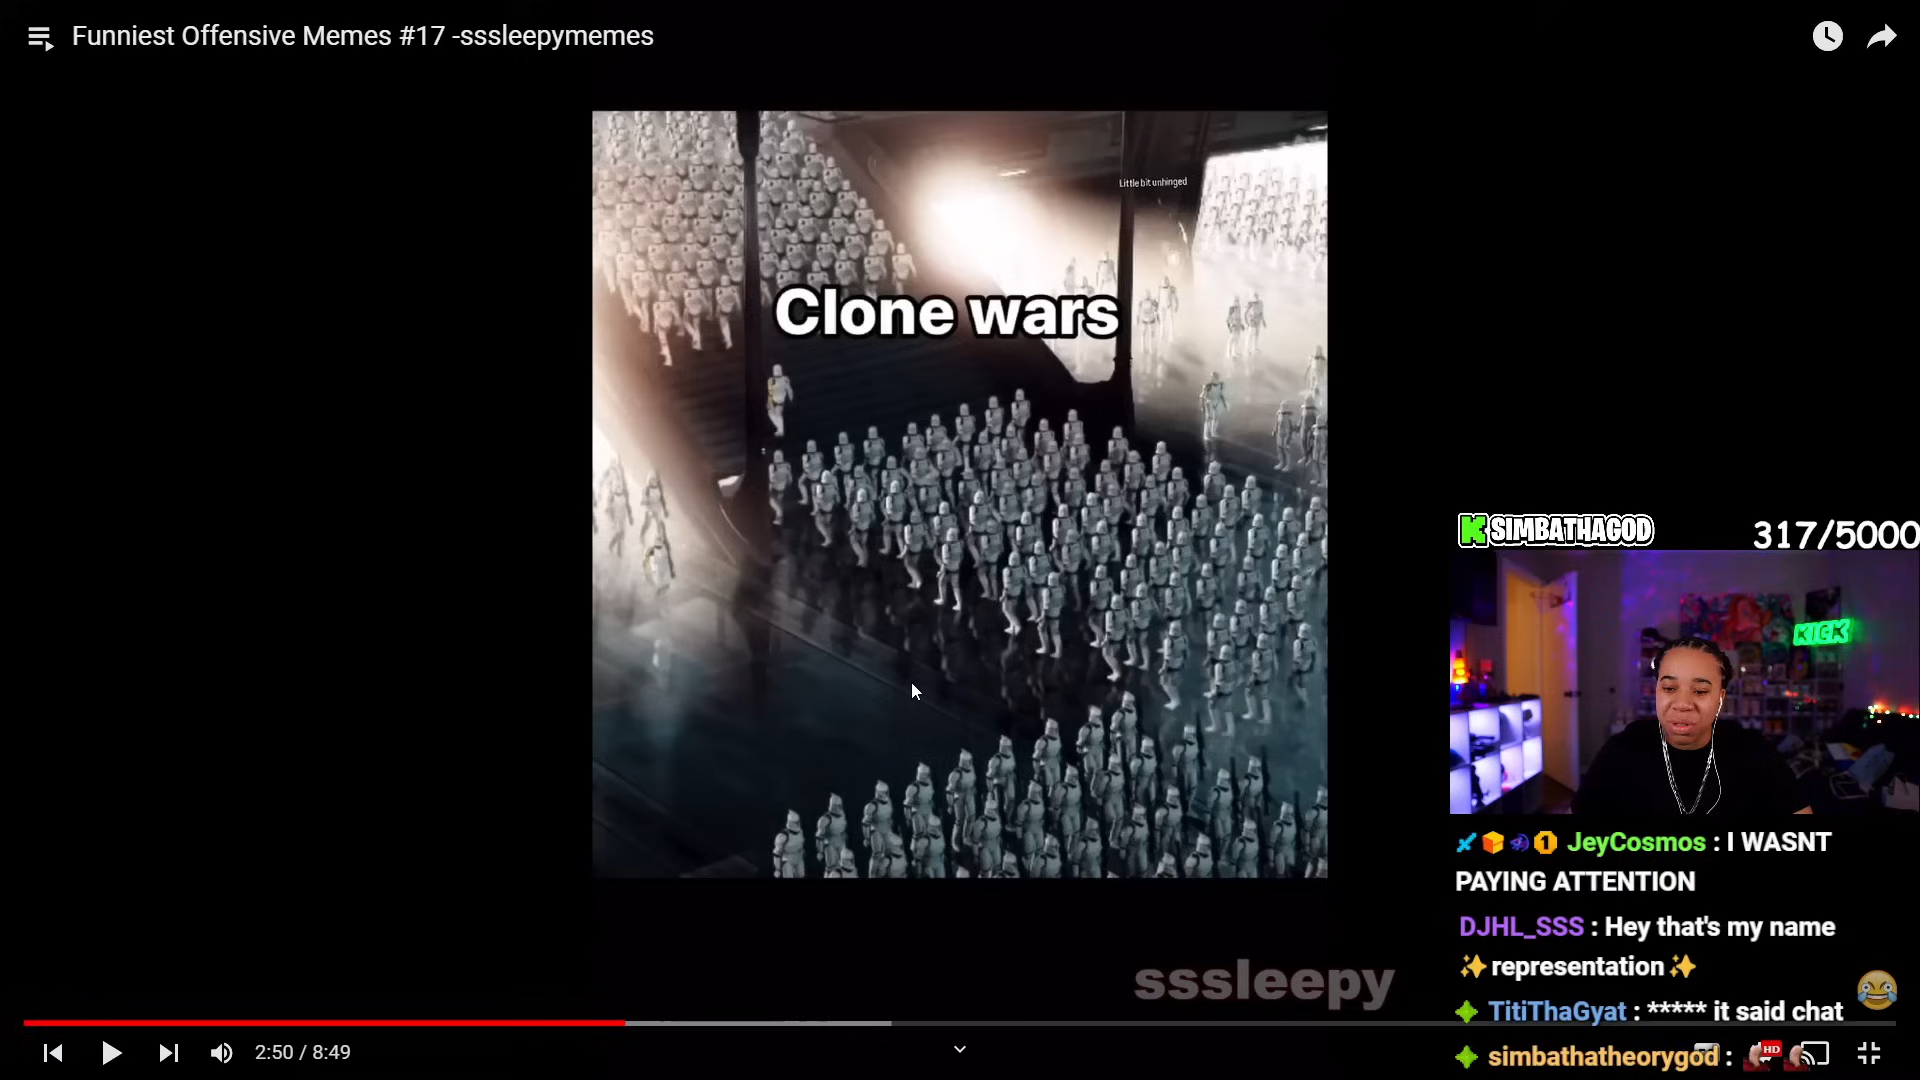 Funniest Offensive Memes #17 -sssleepymemes
Little bit unhinged
Clone wars
K SIMBATHAGOD
317/5000
KICK
JeyCosmos : I WASNT
PAYING ATTENTION
DJHL_SSS : Hey that's my name
✨representation✨
TitiThaGyat : ***** it said chat
simbathatheorygod :
HD
sssleepy
2:50 / 8:49